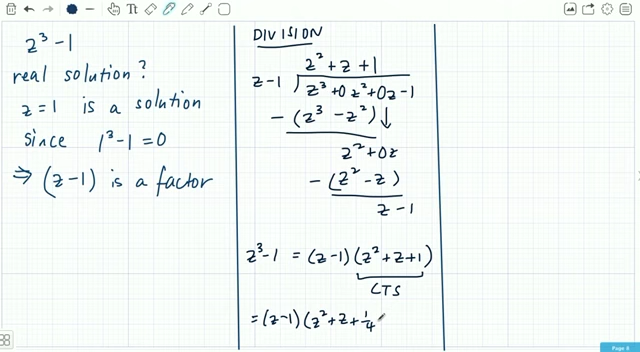 z³ - 1
real solution?
z = 1 is a solution
since 1³ - 1 = 0
⇒ (z - 1) is a factor
DIVISION
z² + z + 1
z - 1 ) z³ + 0z² + 0z - 1
- (z³ - z²) ↓
z² + 0z
- (z² - z)
z - 1
z³ - 1 = (z - 1)(z² + z + 1)
CTS
= (z - 1)(z² + z + 1/4
Tt
Page 8